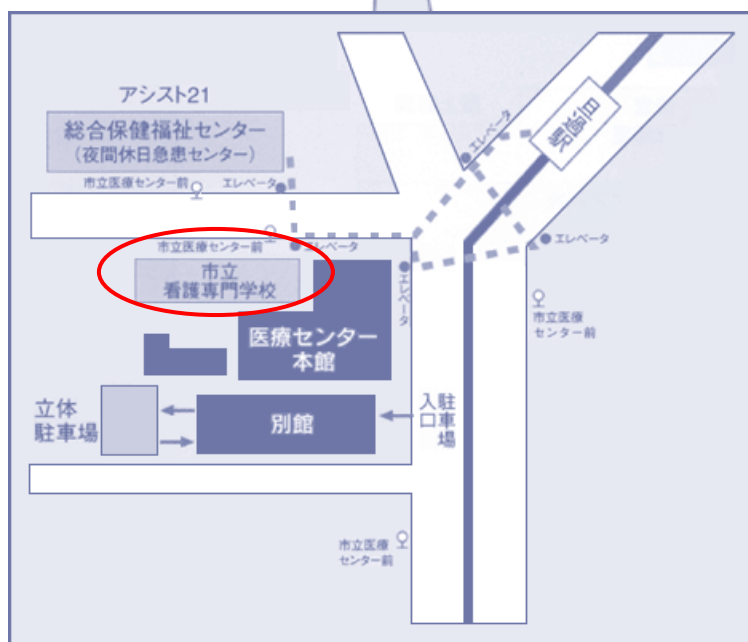 アシスト21
総合保健福祉センター
(夜間休日急患センター)
市立医療センター前
エレベータ
市立医療センター前
エレベータ
エレベータ
旦過駅
エレベータ
エレベータ
市立
看護専門学校
市立医療
センター前
医療センター
本館
立体
駐車場
別館
駐車場
入口
市立医療
センター前